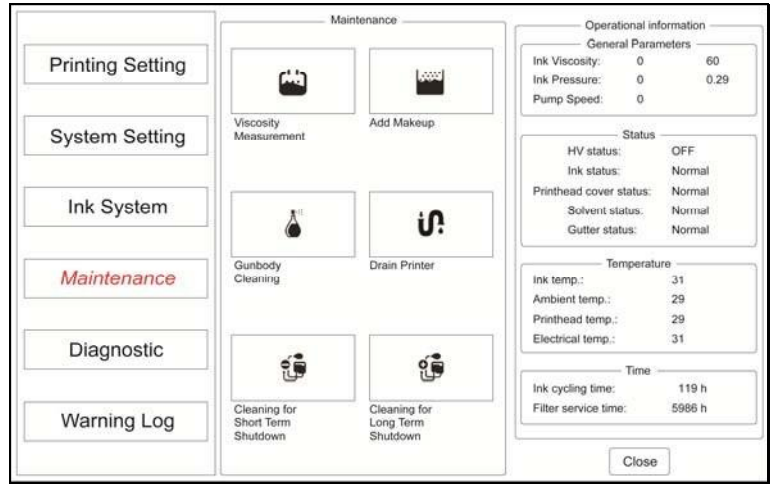 Printing Setting
System Setting
Ink System
Maintenance
Diagnostic
Warning Log
Maintenance
Viscosity
Measurement
Add Makeup
Gunbody
Cleaning
Drain Printer
Cleaning for
Short Term
Shutdown
Cleaning for
Long Term
Shutdown
Operational information
General Parameters
Ink Viscosity: 0 60
Ink Pressure: 0 0.29
Pump Speed: 0
Status
HV status: OFF
Ink status: Normal
Printhead cover status: Normal
Solvent status: Normal
Gutter status: Normal
Temperature
Ink temp.: 31
Ambient temp.: 29
Printhead temp.: 29
Electrical temp.: 31
Time
Ink cycling time: 119 h
Filter service time: 5986 h
Close